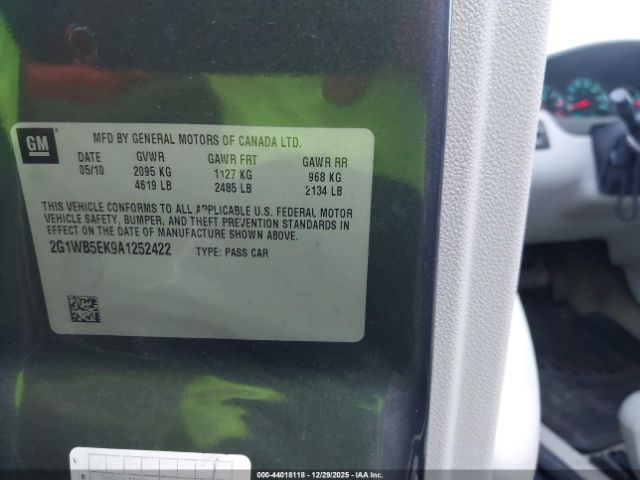 GM
MFD BY GENERAL MOTORS OF CANADA LTD.
DATE GVWR GAWR FRT GAWR RR
05/10 2095 KG 1127 KG 968 KG
4619 LB 2485 LB 2134 LB
THIS VEHICLE CONFORMS TO ALL APPLICABLE U.S. FEDERAL MOTOR
VEHICLE SAFETY, BUMPER, AND THEFT PREVENTION STANDARDS IN
EFFECT ON THE DATE OF MANUFACTURE SHOWN ABOVE.
2G1WB5EK9A1252422 TYPE: PASS CAR
000-44018118 - 12/29/2025 - IAAI.COM